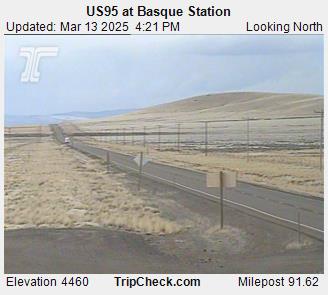 US95 at Basque Station
Updated: Mar 13 2025 4:21 PM Looking North
Elevation 4460 TripCheck.com Milepost 91.62